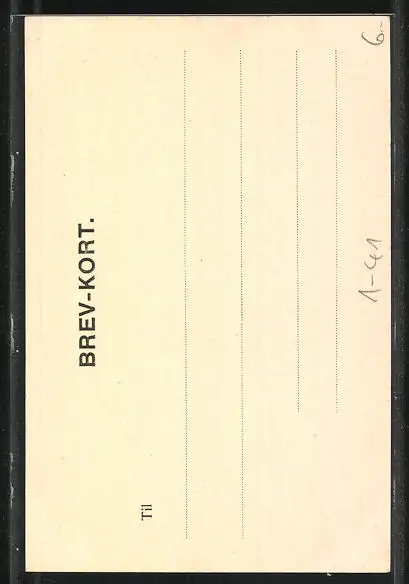 BREV-KORT.
Til
1-41
6.-